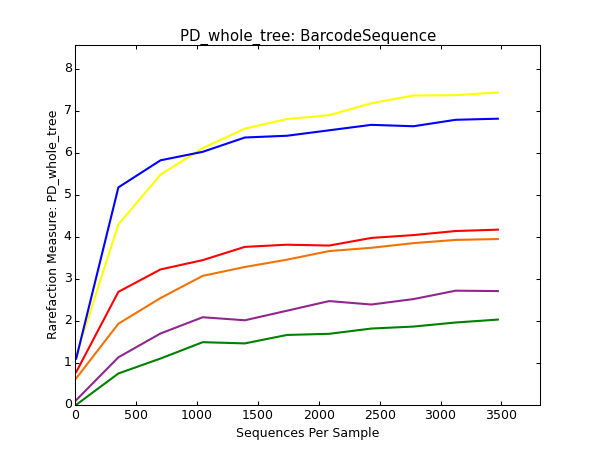 PD_whole_tree: BarcodeSequence
Rarefaction Measure: PD_whole_tree
8
7
6
5
4
3
2
1
0
0 500 1000 1500 2000 2500 3000 3500
Sequences Per Sample